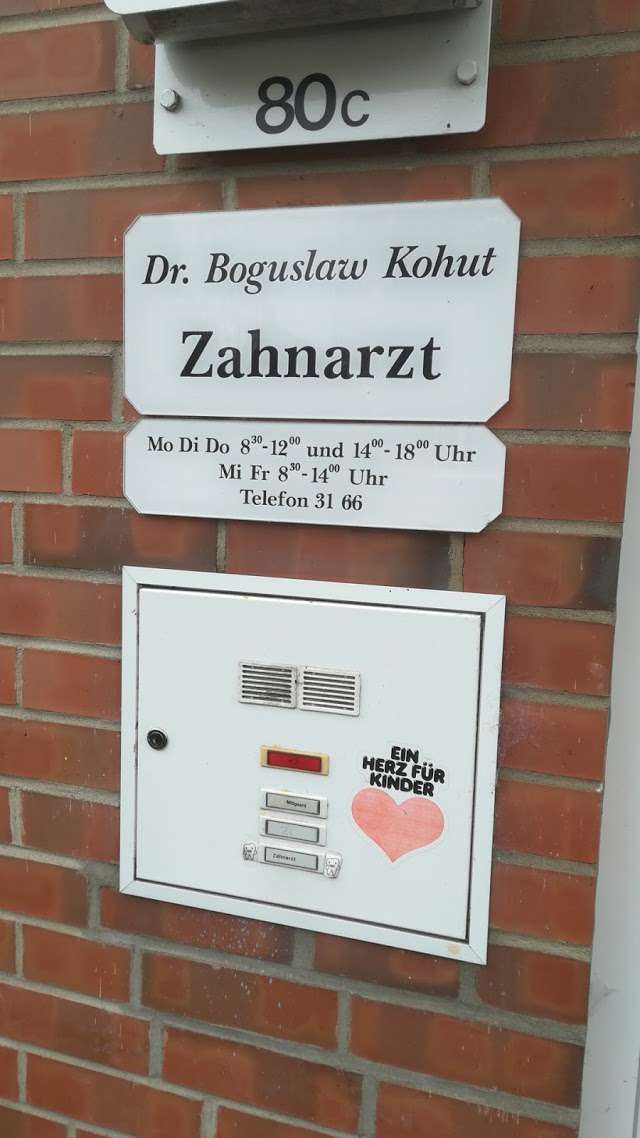 80c
Dr. Boguslaw Kohut
Zahnarzt
Mo Di Do 8³⁰-12⁰⁰ und 14⁰⁰-18⁰⁰ Uhr
Mi Fr 8³⁰-14⁰⁰ Uhr
Telefon 31 66
EIN
HERZ FÜR
KINDER
Zahnarzt